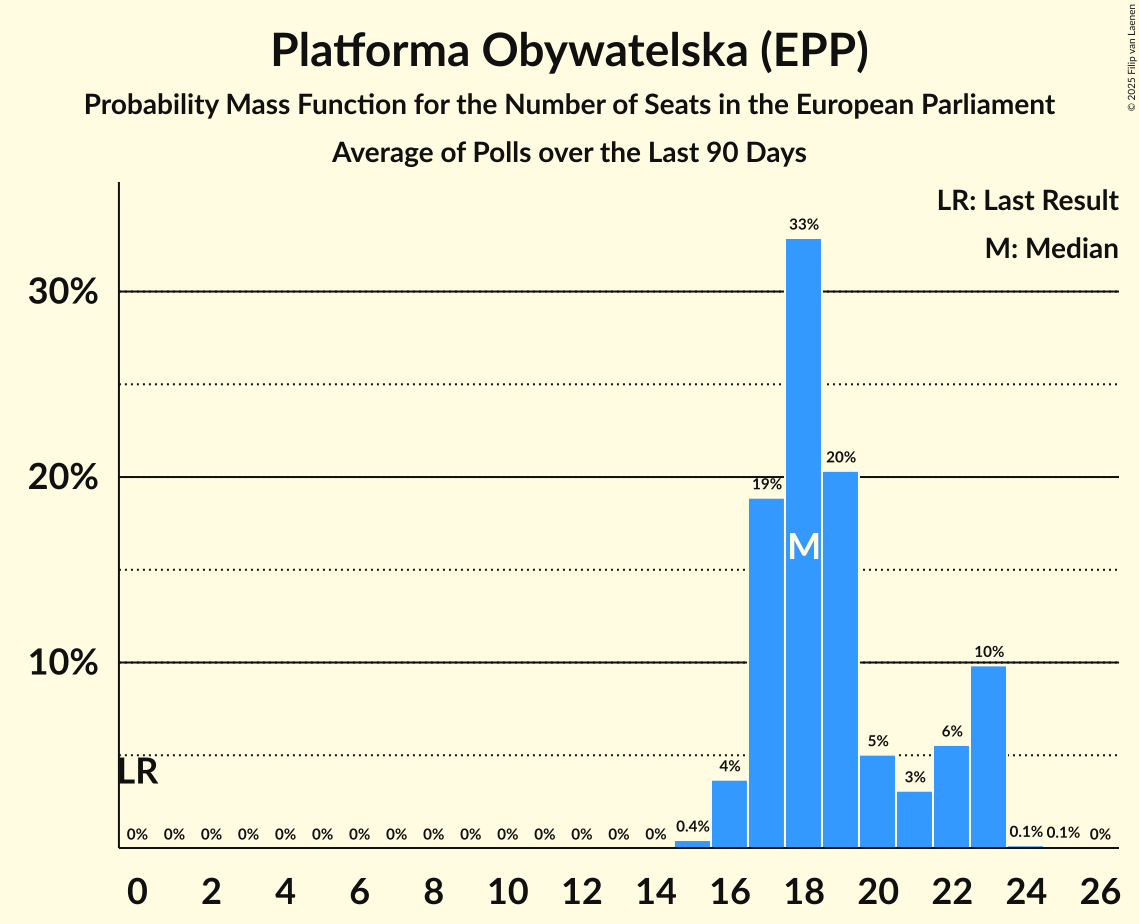 Platforma Obywatelska (EPP)
Probability Mass Function for the Number of Seats in the European Parliament
Average of Polls over the Last 90 Days
© 2025 Filip van Laenen
LR: Last Result
M: Median
33%
30%
20%
20%
19%
M
10%
10%
6%
5%
4%
3%
LR
0% 0% 0% 0% 0% 0% 0% 0% 0% 0% 0% 0% 0% 0% 0% 0.4% 0.1% 0.1% 0%
0 2 4 6 8 10 12 14 16 18 20 22 24 26